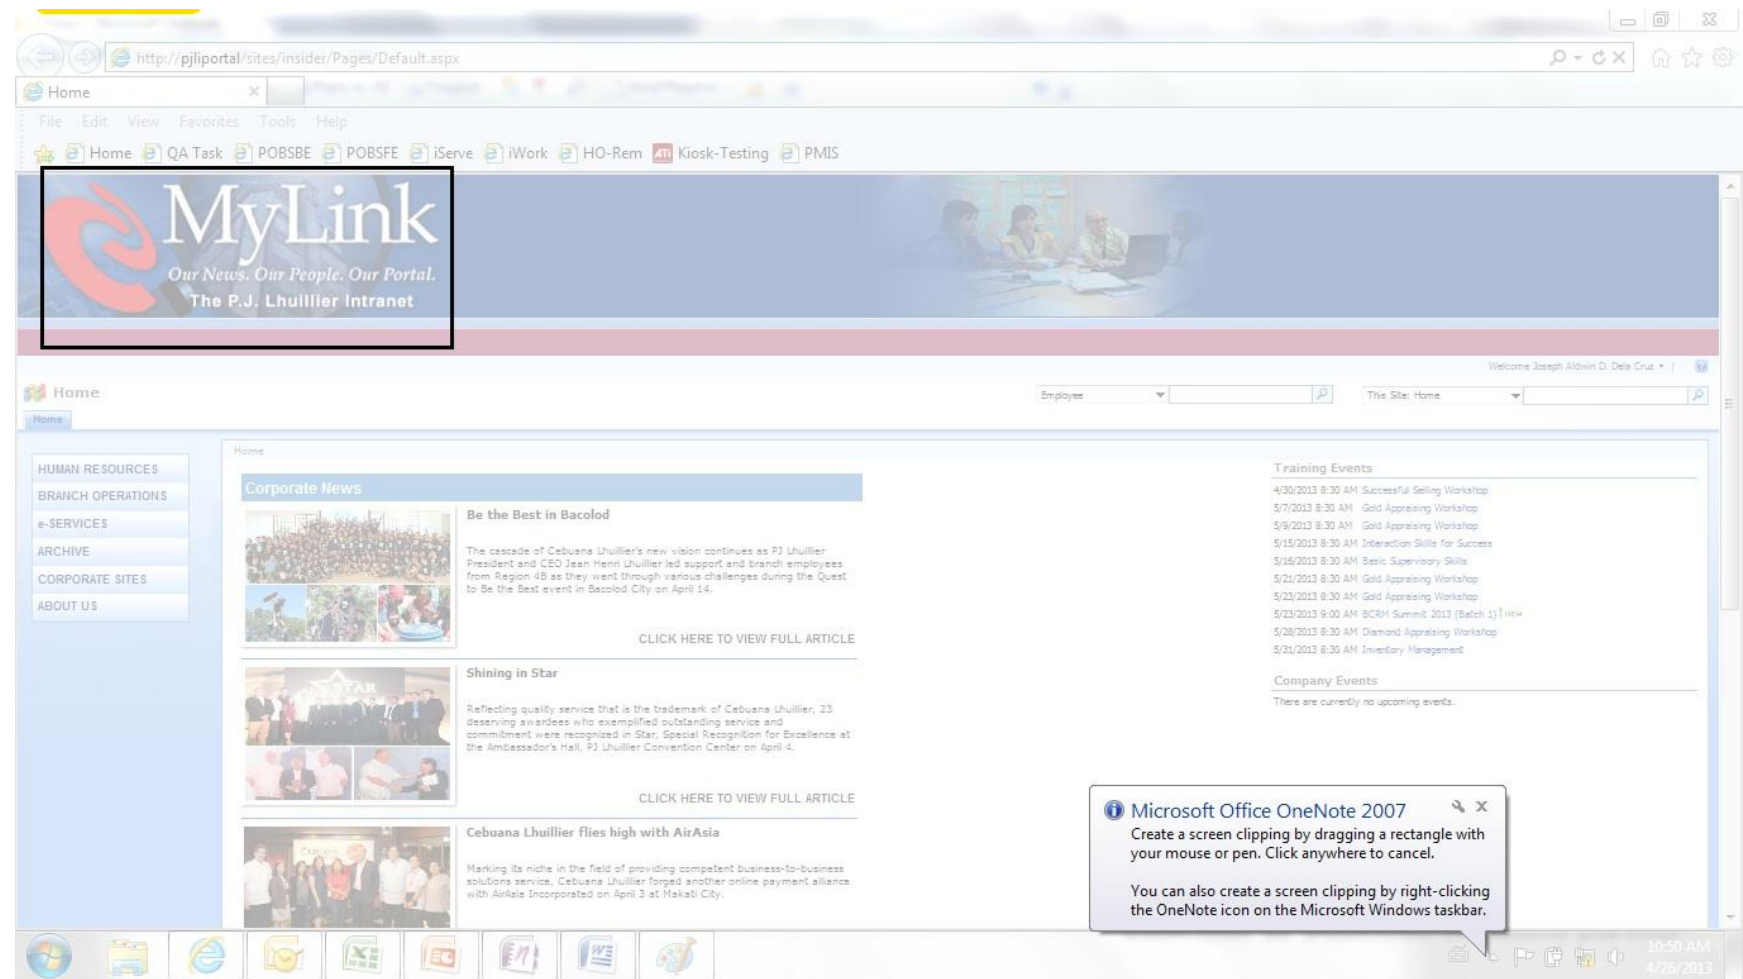 http://pjliportal/sites/insider/Pages/Default.aspx
Home
File Edit View Favorites Tools Help
Home QA Task POBSBE POBSFE iServe iWork HO-Rem ATI Kiosk-Testing PMIS
MyLink
Our News. Our People. Our Portal.
The P.J. Lhuillier Intranet
Welcome Joseph Aldwin D. Dela Cruz
Home
Employee
This Site: Home
Home
HUMAN RESOURCES
BRANCH OPERATIONS
e-SERVICES
ARCHIVE
CORPORATE SITES
ABOUT US
Home
Corporate News
Be the Best in Bacolod
The cascade of Cebuana Lhuillier's new vision continues as PJ Lhuillier
President and CEO Jean Henri Lhuillier led support and branch employees
from Region 4B as they went through various challenges during the Quest
to Be the Best event in Bacolod City on April 14.
CLICK HERE TO VIEW FULL ARTICLE
STAR
Shining in Star
Reflecting quality service that is the trademark of Cebuana Lhuillier, 23
deserving awardees who exemplified outstanding service and
commitment were recognized in Star, Special Recognition for Excellence at
the Ambassador's Hall, PJ Lhuillier Convention Center on April 4.
CLICK HERE TO VIEW FULL ARTICLE
Cebuana Lhuillier flies high with AirAsia
Marking its niche in the field of providing competent business-to-business
solutions service, Cebuana Lhuillier forged another online payment alliance
with AirAsia Incorporated on April 3 at Makati City.
Training Events
4/30/2013 8:30 AM Successful Selling Workshop
5/7/2013 8:30 AM Gold Appraising Workshop
5/9/2013 8:30 AM Gold Appraising Workshop
5/15/2013 8:30 AM Interaction Skills for Success
5/16/2013 8:30 AM Basic Supervisory Skills
5/21/2013 8:30 AM Gold Appraising Workshop
5/23/2013 8:30 AM Gold Appraising Workshop
5/23/2013 9:00 AM BCRM Summit 2013 (Batch 1) ! new
5/28/2013 8:30 AM Diamond Appraising Workshop
5/31/2013 8:30 AM Inventory Management
Company Events
There are currently no upcoming events.
Microsoft Office OneNote 2007
Create a screen clipping by dragging a rectangle with
your mouse or pen. Click anywhere to cancel.
You can also create a screen clipping by right-clicking
the OneNote icon on the Microsoft Windows taskbar.
10:50 AM
4/26/2013